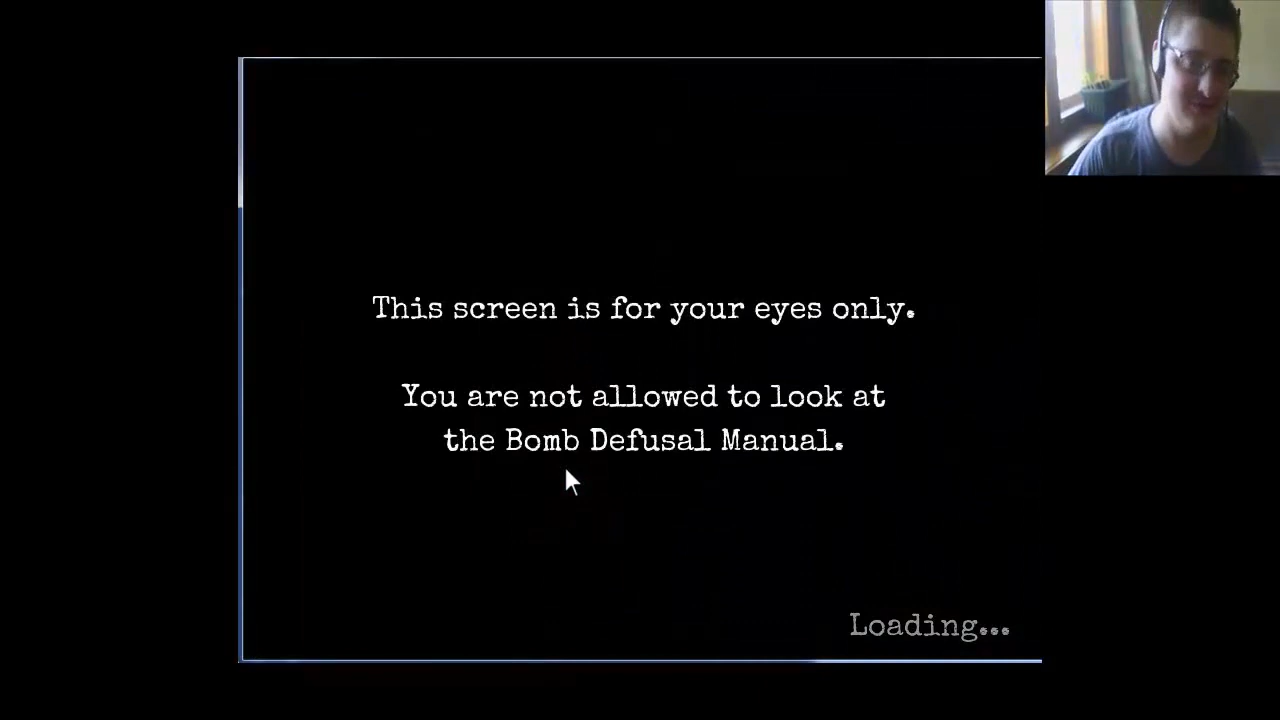 This screen is for your eyes only.
You are not allowed to look at
the Bomb Defusal Manual.
Loading...